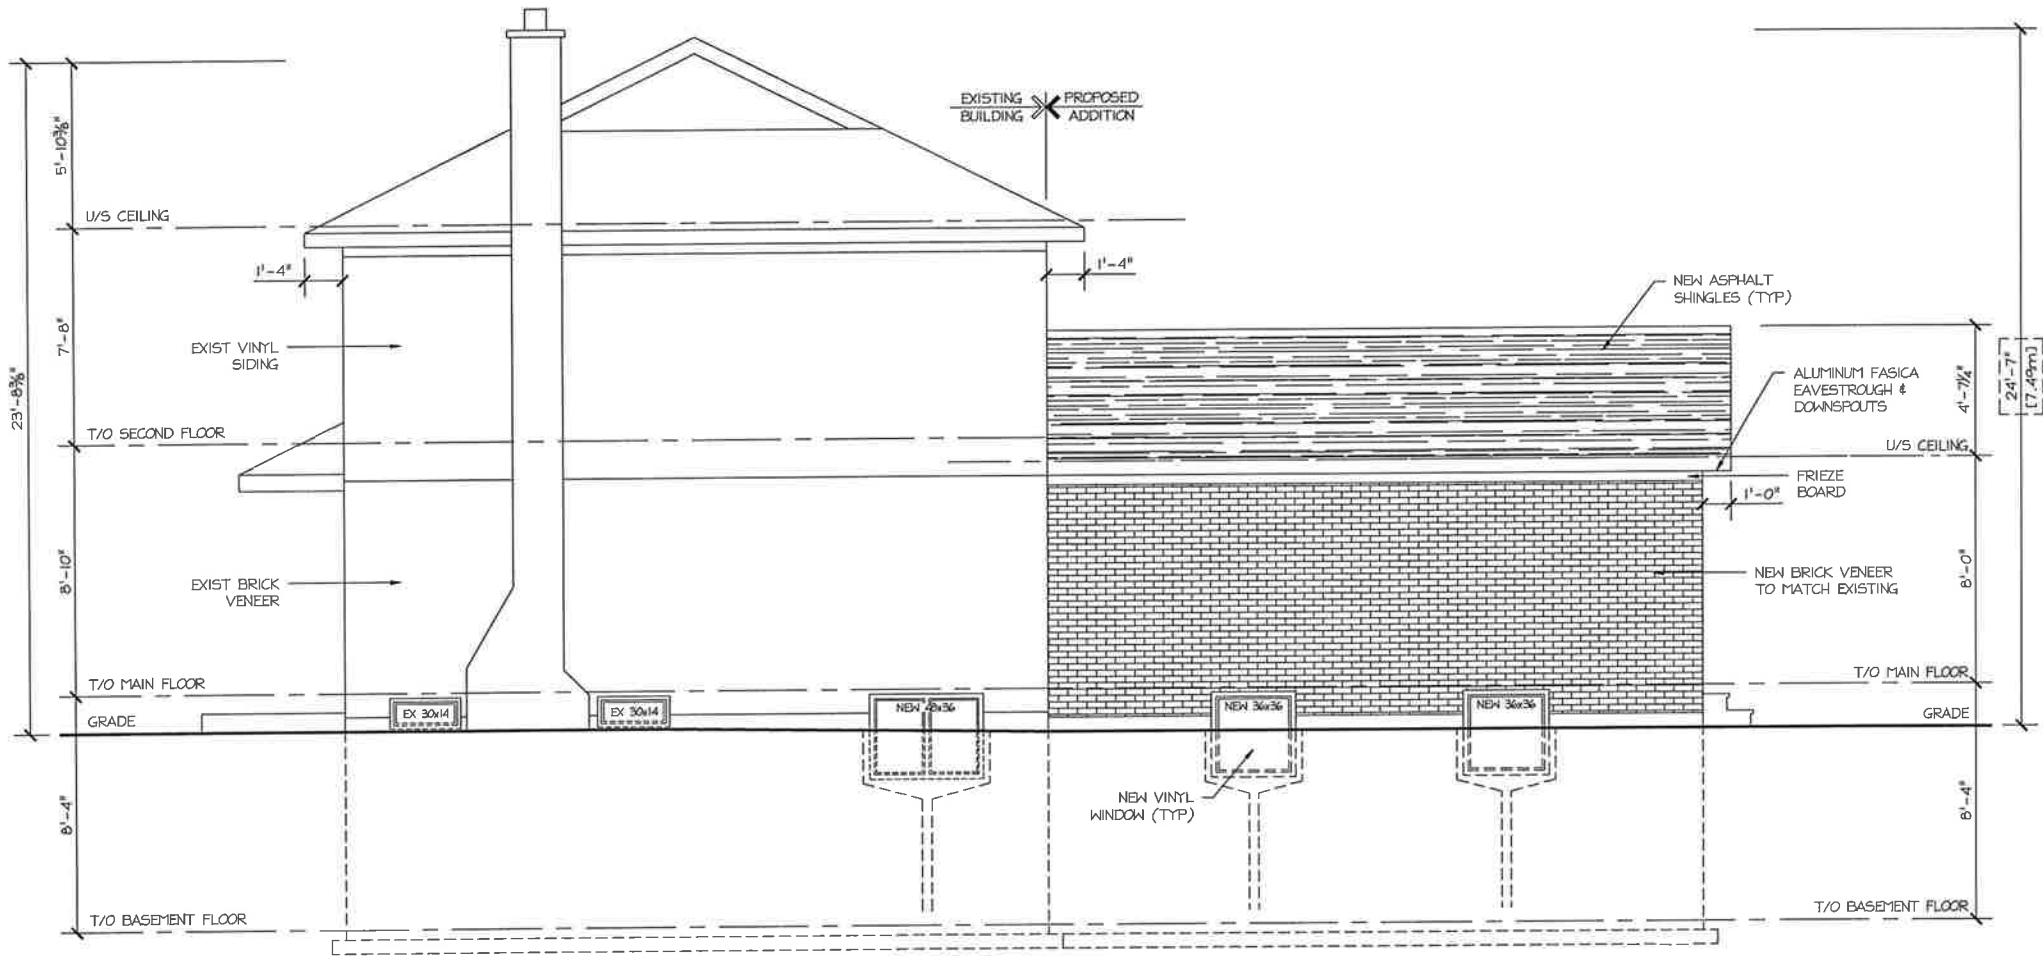 EXISTING
BUILDING
PROPOSED
ADDITION
5'-10⅜"
23'-8⅜"
U/S CEILING
1'-4"
1'-4"
NEW ASPHALT
SHINGLES (TYP)
7'-8"
EXIST VINYL
SIDING
24'-7"
[7.49m]
4'-7¼"
ALUMINUM FASICA
EAVESTROUGH &
DOWNSPOUTS
T/O SECOND FLOOR
U/S CEILING
FRIEZE
BOARD
1'-0"
8'-10"
EXIST BRICK
VENEER
8'-0"
NEW BRICK VENEER
TO MATCH EXISTING
T/O MAIN FLOOR
T/O MAIN FLOOR
GRADE
EX 30x14
EX 30x14
NEW 48x36
NEW 36x36
NEW 36x36
GRADE
8'-4"
NEW VINYL
WINDOW (TYP)
8'-4"
T/O BASEMENT FLOOR
T/O BASEMENT FLOOR